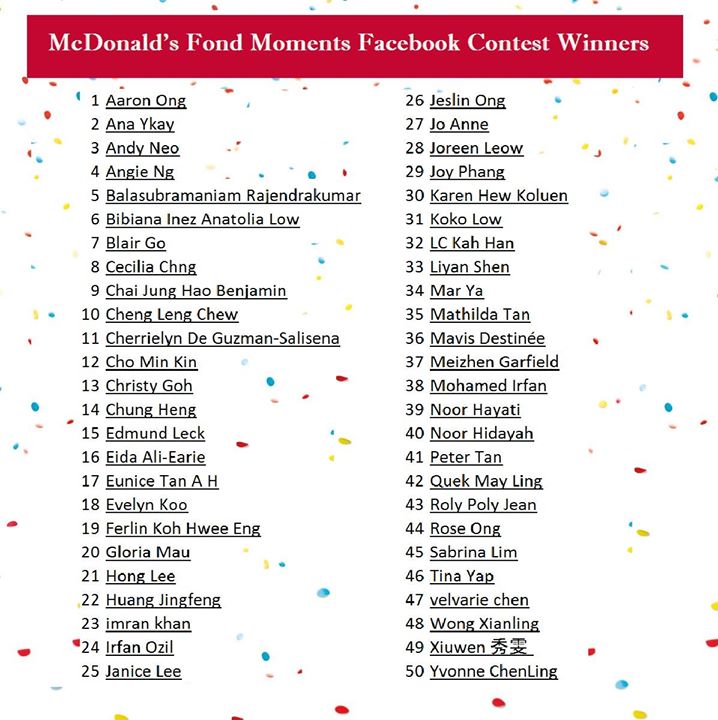 McDonald's Fond Moments Facebook Contest Winners
1 Aaron Ong
2 Ana Ykay
3 Andy Neo
4 Angie Ng
5 Balasubramaniam Rajendrakumar
6 Bibiana Inez Anatolia Low
7 Blair Go
8 Cecilia Chng
9 Chai Jung Hao Benjamin
10 Cheng Leng Chew
11 Cherrielyn De Guzman-Salisena
12 Cho Min Kin
13 Christy Goh
14 Chung Heng
15 Edmund Leck
16 Eida Ali-Earie
17 Eunice Tan A H
18 Evelyn Koo
19 Ferlin Koh Hwee Eng
20 Gloria Mau
21 Hong Lee
22 Huang Jingfeng
23 imran khan
24 Irfan Ozil
25 Janice Lee
26 Jeslin Ong
27 Jo Anne
28 Joreen Leow
29 Joy Phang
30 Karen Hew Koluen
31 Koko Low
32 LC Kah Han
33 Liyan Shen
34 Mar Ya
35 Mathilda Tan
36 Mavis Destinée
37 Meizhen Garfield
38 Mohamed Irfan
39 Noor Hayati
40 Noor Hidayah
41 Peter Tan
42 Quek May Ling
43 Roly Poly Jean
44 Rose Ong
45 Sabrina Lim
46 Tina Yap
47 velvarie chen
48 Wong Xianling
49 Xiuwen 秀雯
50 Yvonne ChenLing